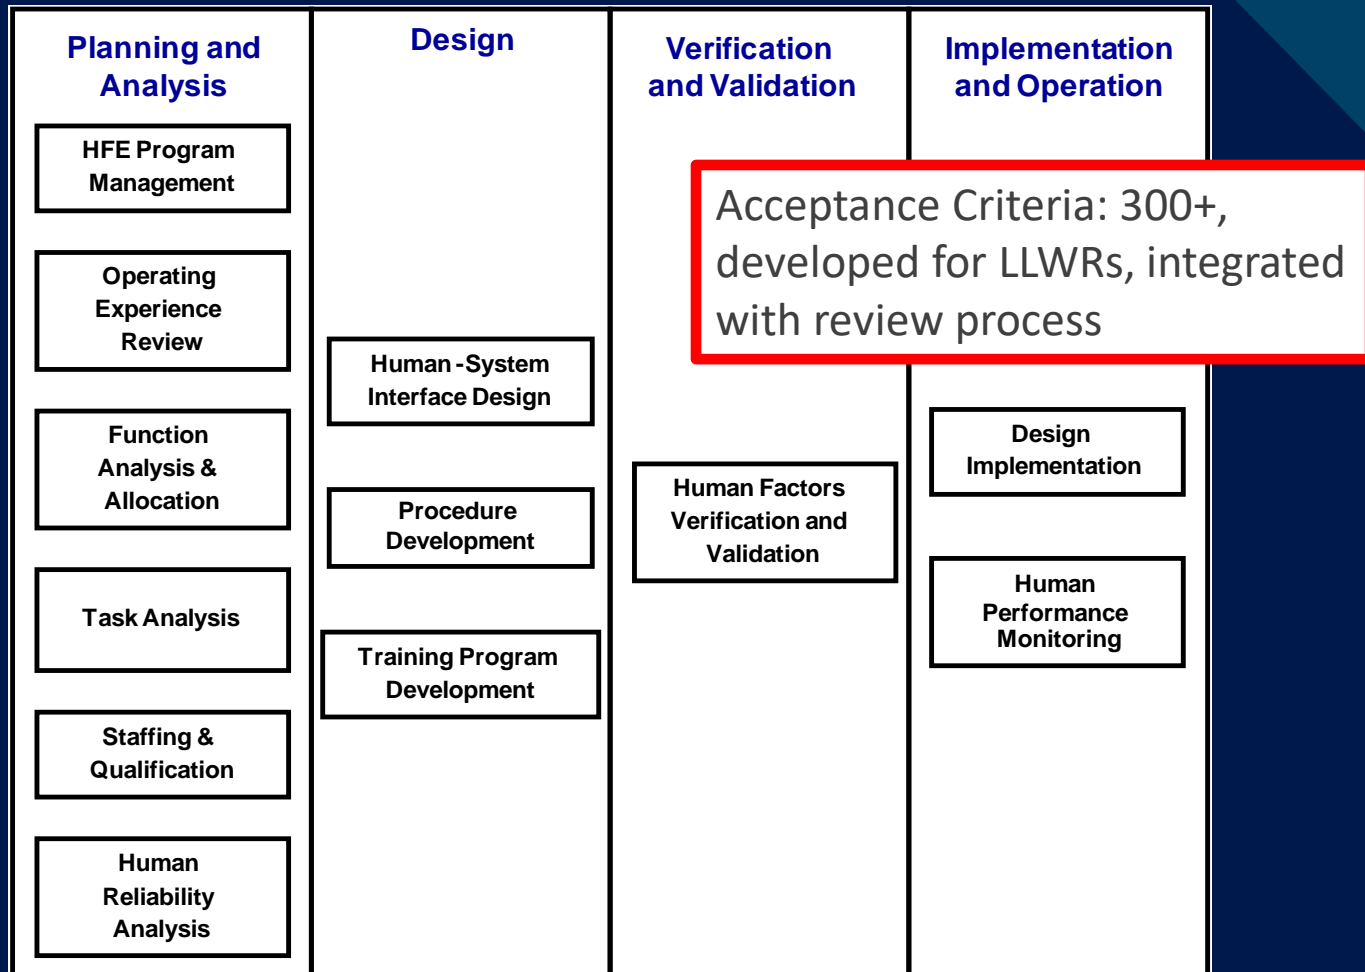 Planning and
Analysis
HFE Program
Management
Operating
Experience
Review
Function
Analysis &
Allocation
Task Analysis
Staffing &
Qualification
Human
Reliability
Analysis
Design
Human -System
Interface Design
Procedure
Development
Training Program
Development
Verification
and Validation
Human Factors
Verification and
Validation
Implementation
and Operation
Acceptance Criteria: 300+,
developed for LLWRs, integrated
with review process
Design
Implementation
Human
Performance
Monitoring